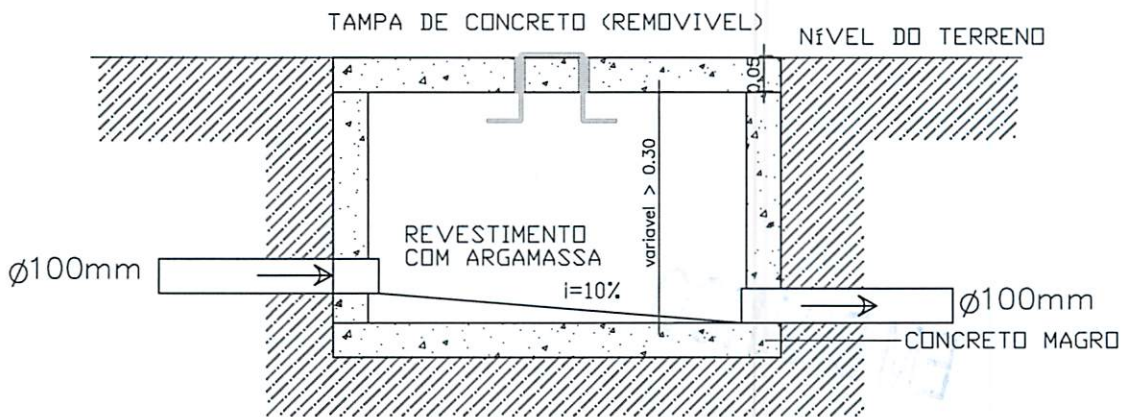 TAMPA DE CONCRETO (REMOVIVEL)
NíVEL DO TERRENO
0,05
variavel > 0.30
REVESTIMENTO
COM ARGAMASSA
i=10%
Ø100mm
Ø100mm
CONCRETO MAGRO